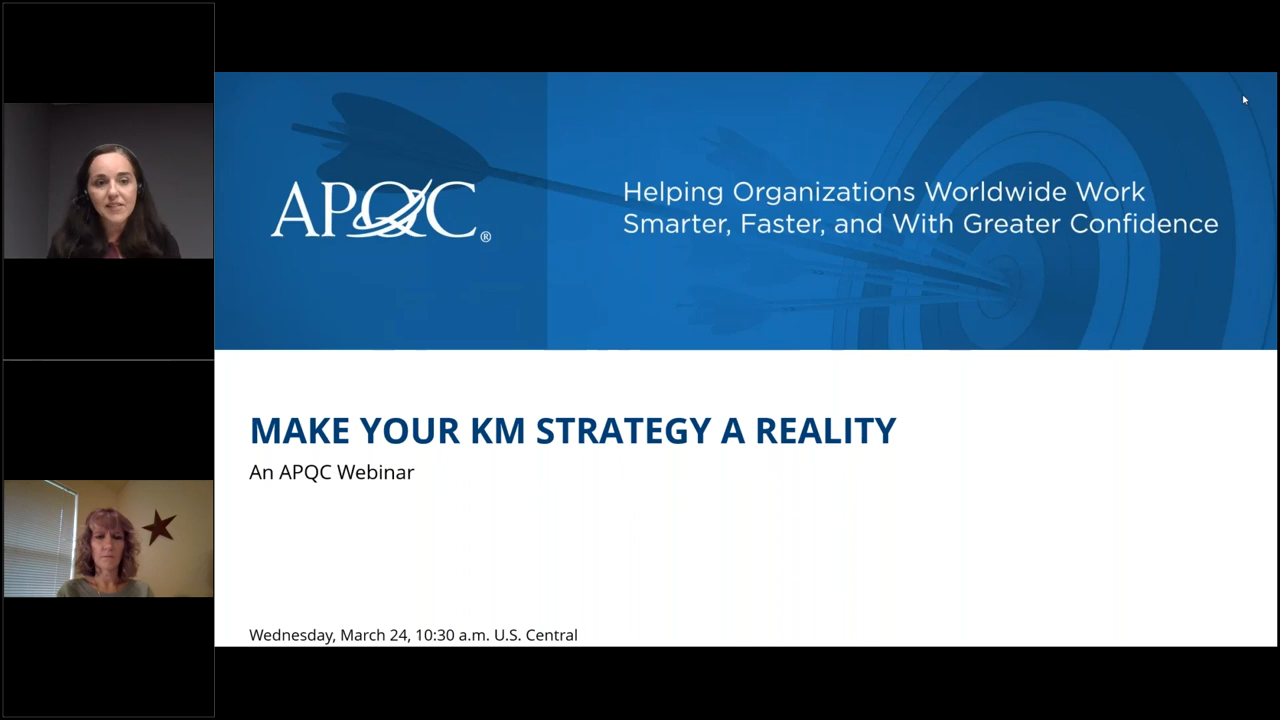 APQC®
Helping Organizations Worldwide Work
Smarter, Faster, and With Greater Confidence
MAKE YOUR KM STRATEGY A REALITY
An APQC Webinar
Wednesday, March 24, 10:30 a.m. U.S. Central